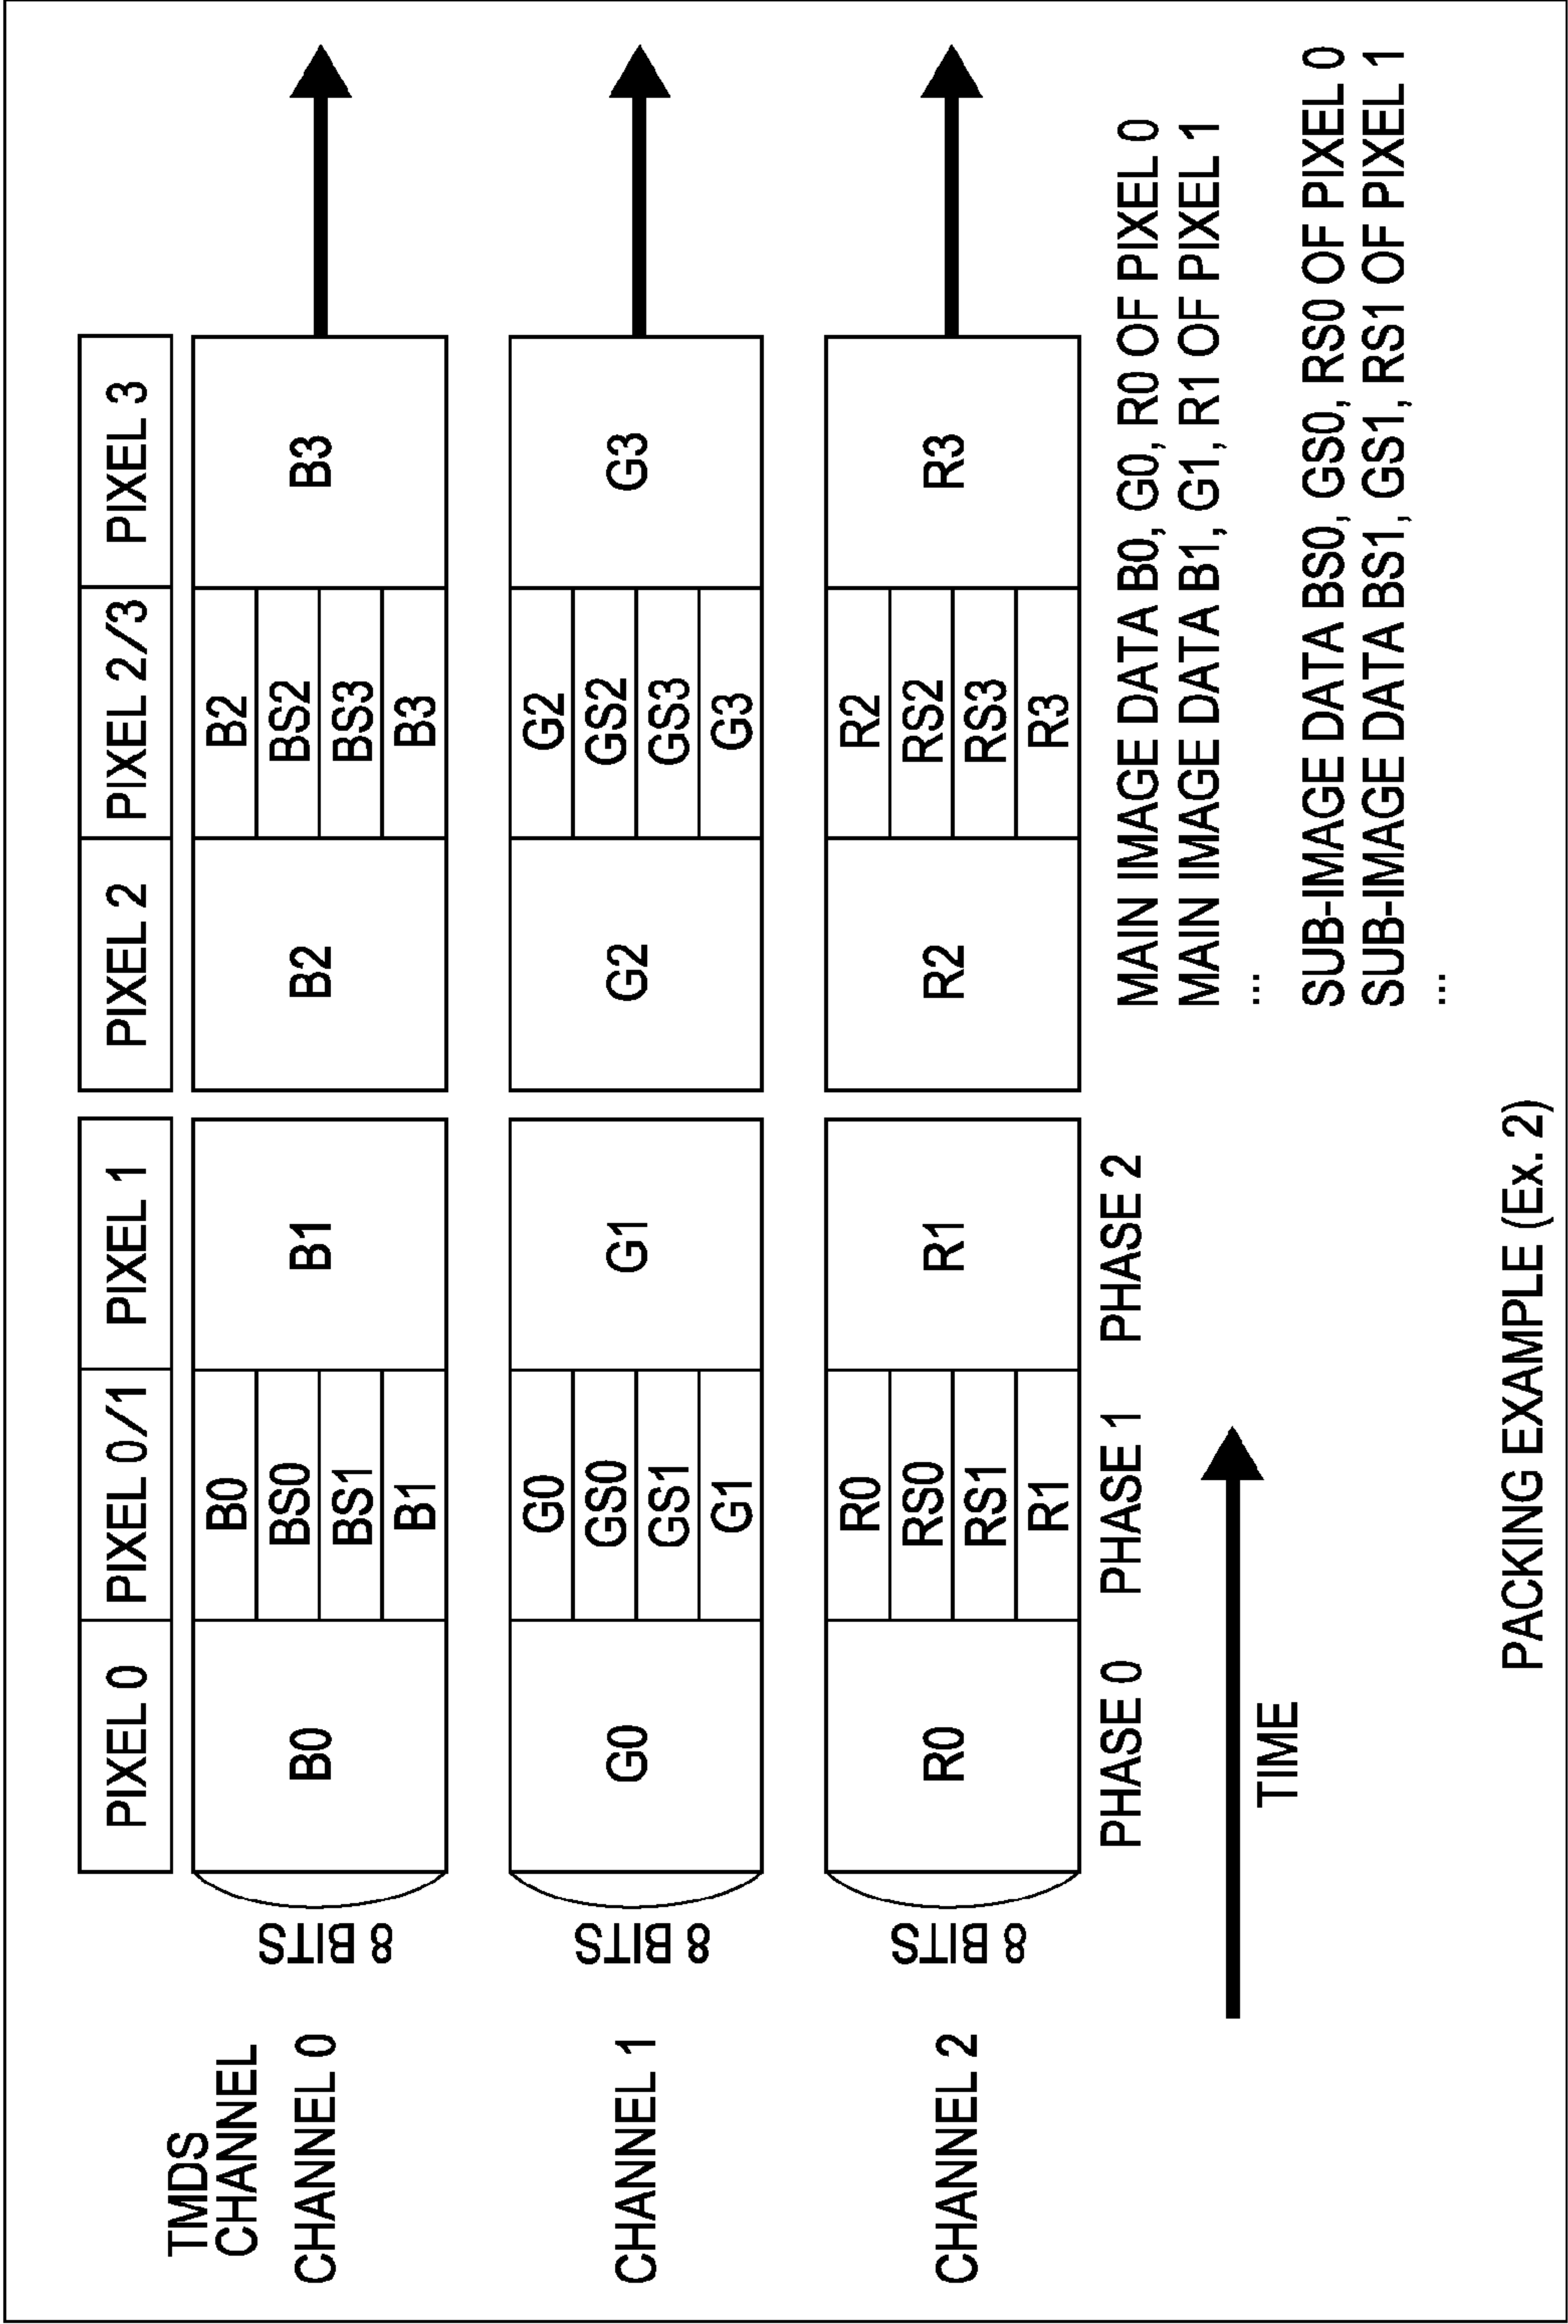 TMDS
CHANNEL
PIXEL 0
PIXEL 0/1
PIXEL 1
PIXEL 2
PIXEL 2/3
PIXEL 3
CHANNEL 0
8 BITS
B0
B0
BS0
BS1
B1
B1
B2
B2
BS2
BS3
B3
B3
CHANNEL 1
8 BITS
G0
G0
GS0
GS1
G1
G1
G2
G2
GS2
GS3
G3
G3
CHANNEL 2
8 BITS
R0
R0
RS0
RS1
R1
R1
R2
R2
RS2
RS3
R3
R3
PHASE 0
PHASE 1
PHASE 2
TIME
MAIN IMAGE DATA B0, G0, R0 OF PIXEL 0
MAIN IMAGE DATA B1, G1, R1 OF PIXEL 1
...
SUB-IMAGE DATA BS0, GS0, RS0 OF PIXEL 0
SUB-IMAGE DATA BS1, GS1, RS1 OF PIXEL 1
...
PACKING EXAMPLE (Ex. 2)